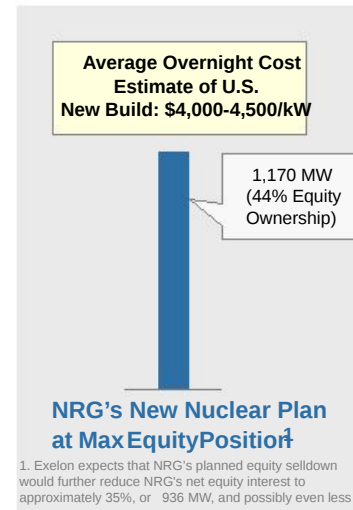 Average Overnight Cost
Estimate of U.S.
New Build: $4,000-4,500/kW
1,170 MW
(44% Equity
Ownership)
NRG's New Nuclear Plan
at Max Equity Position1
1. Exelon expects that NRG's planned equity selldown
would further reduce NRG's net equity interest to
approximately 35%, or 936 MW, and possibly even less